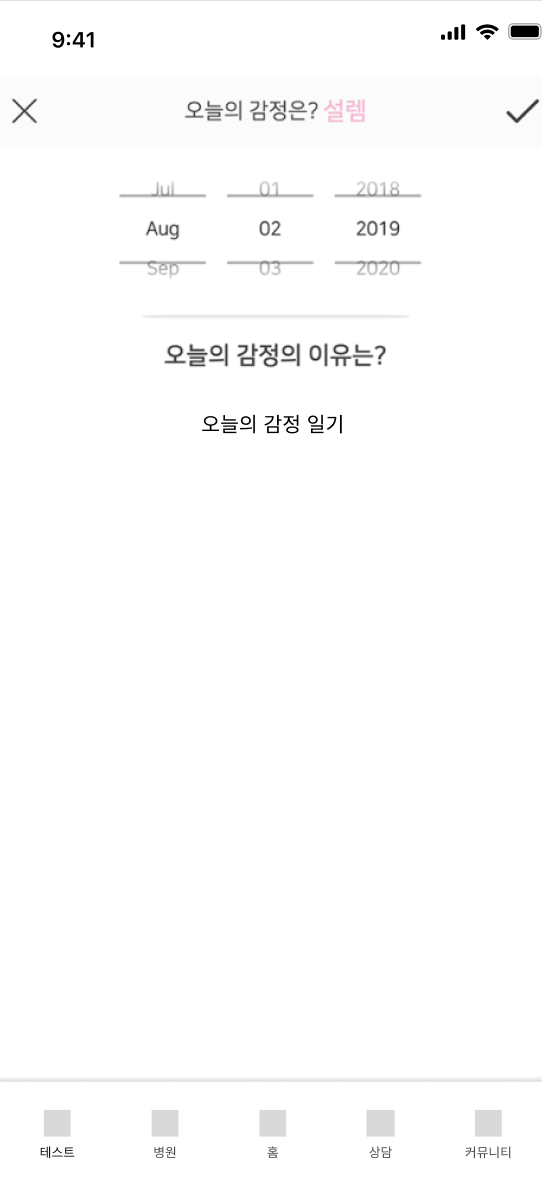 9:41
오늘의 감정은? 설렘
Jul 01 2018
Aug 02 2019
Sep 03 2020
오늘의 감정의 이유는?
오늘의 감정 일기
테스트 병원 홈 상담 커뮤니티